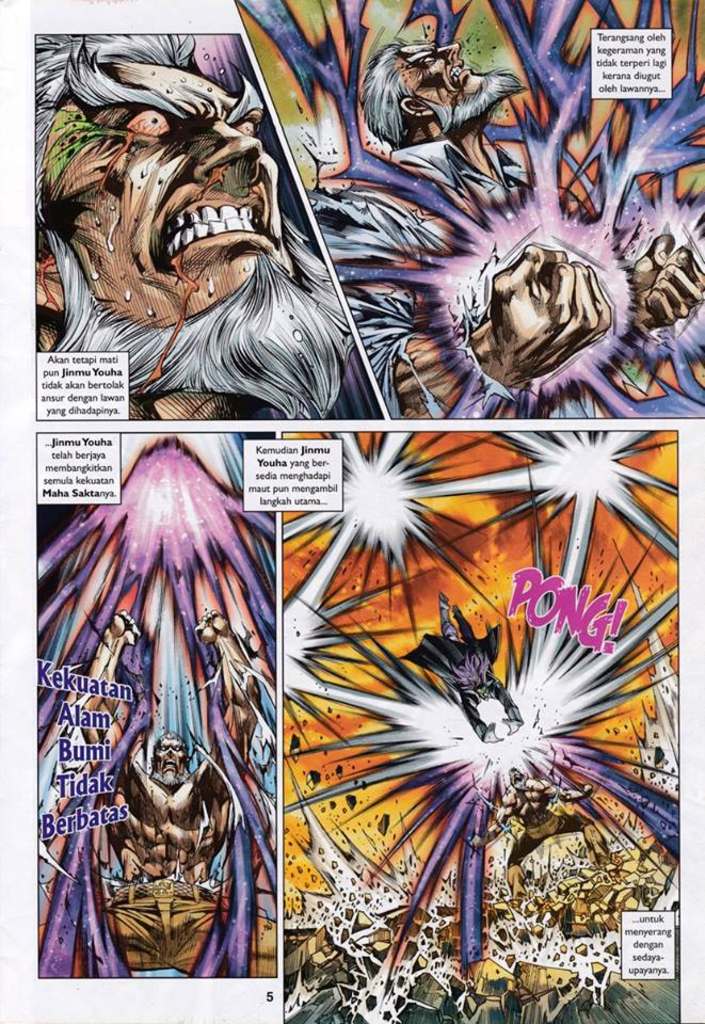 Akan tetapi mati
pun Jinmu Youha
tidak akan bertolak
ansur dengan lawan
yang dihadapinya.
Terangsang oleh
kegeraman yang
tidak terperi lagi
kerana diugut
oleh lawannya...
...Jinmu Youha
telah berjaya
membangkitkan
semula kekuatan
Maha Saktanya.
Kekuatan
Alam
Bumi
Tidak
Berbatas
Kemudian Jinmu
Youha yang ber-
sedia menghadapi
maut pun mengambil
langkah utama...
PONG!
...untuk
menyerang
dengan
sedaya-
upayanya.
5